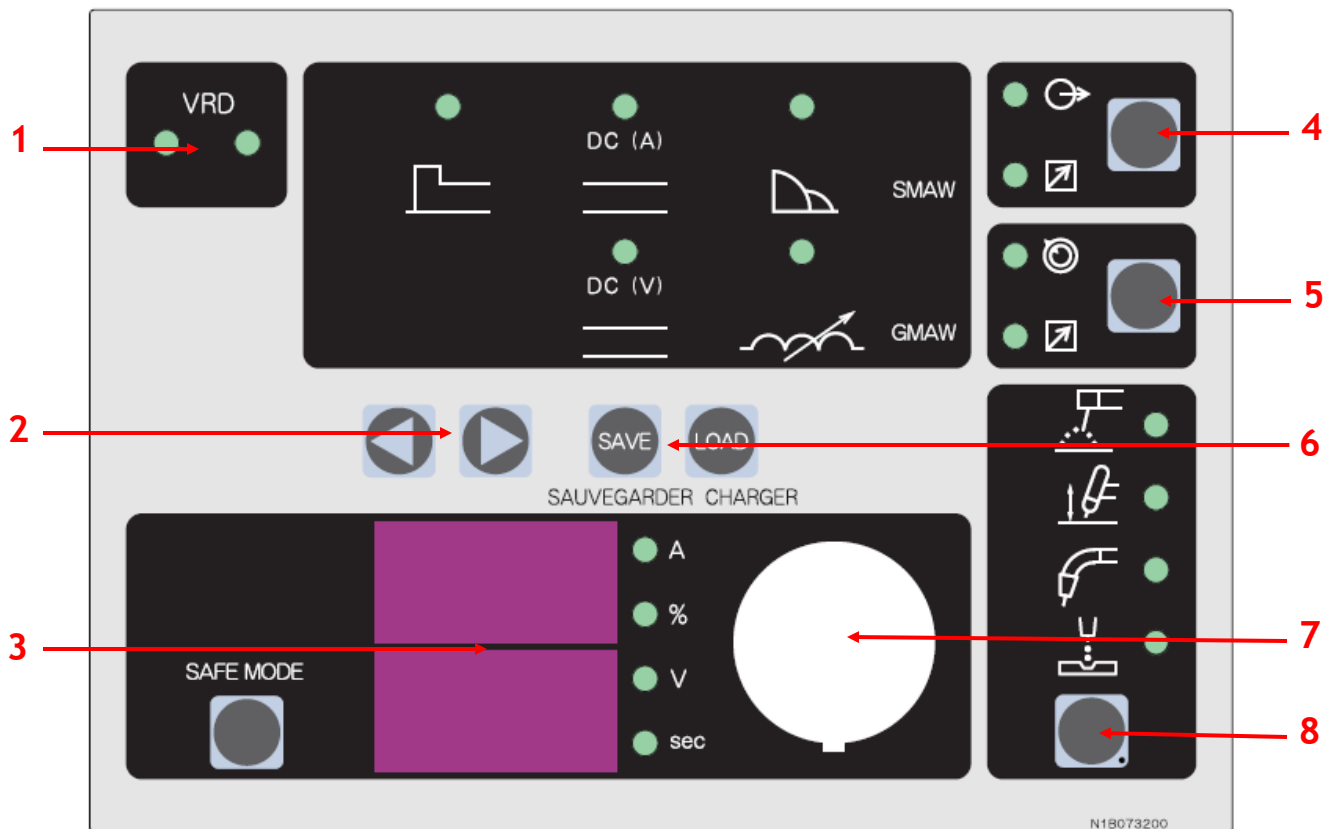 VRD
1
DC (A)
SMAW
DC (V)
GMAW
4
5
2
SAVE LOAD
6
SAUVEGARDER CHARGER
A
%
3
SAFE MODE
V
sec
7
8
N1B073200